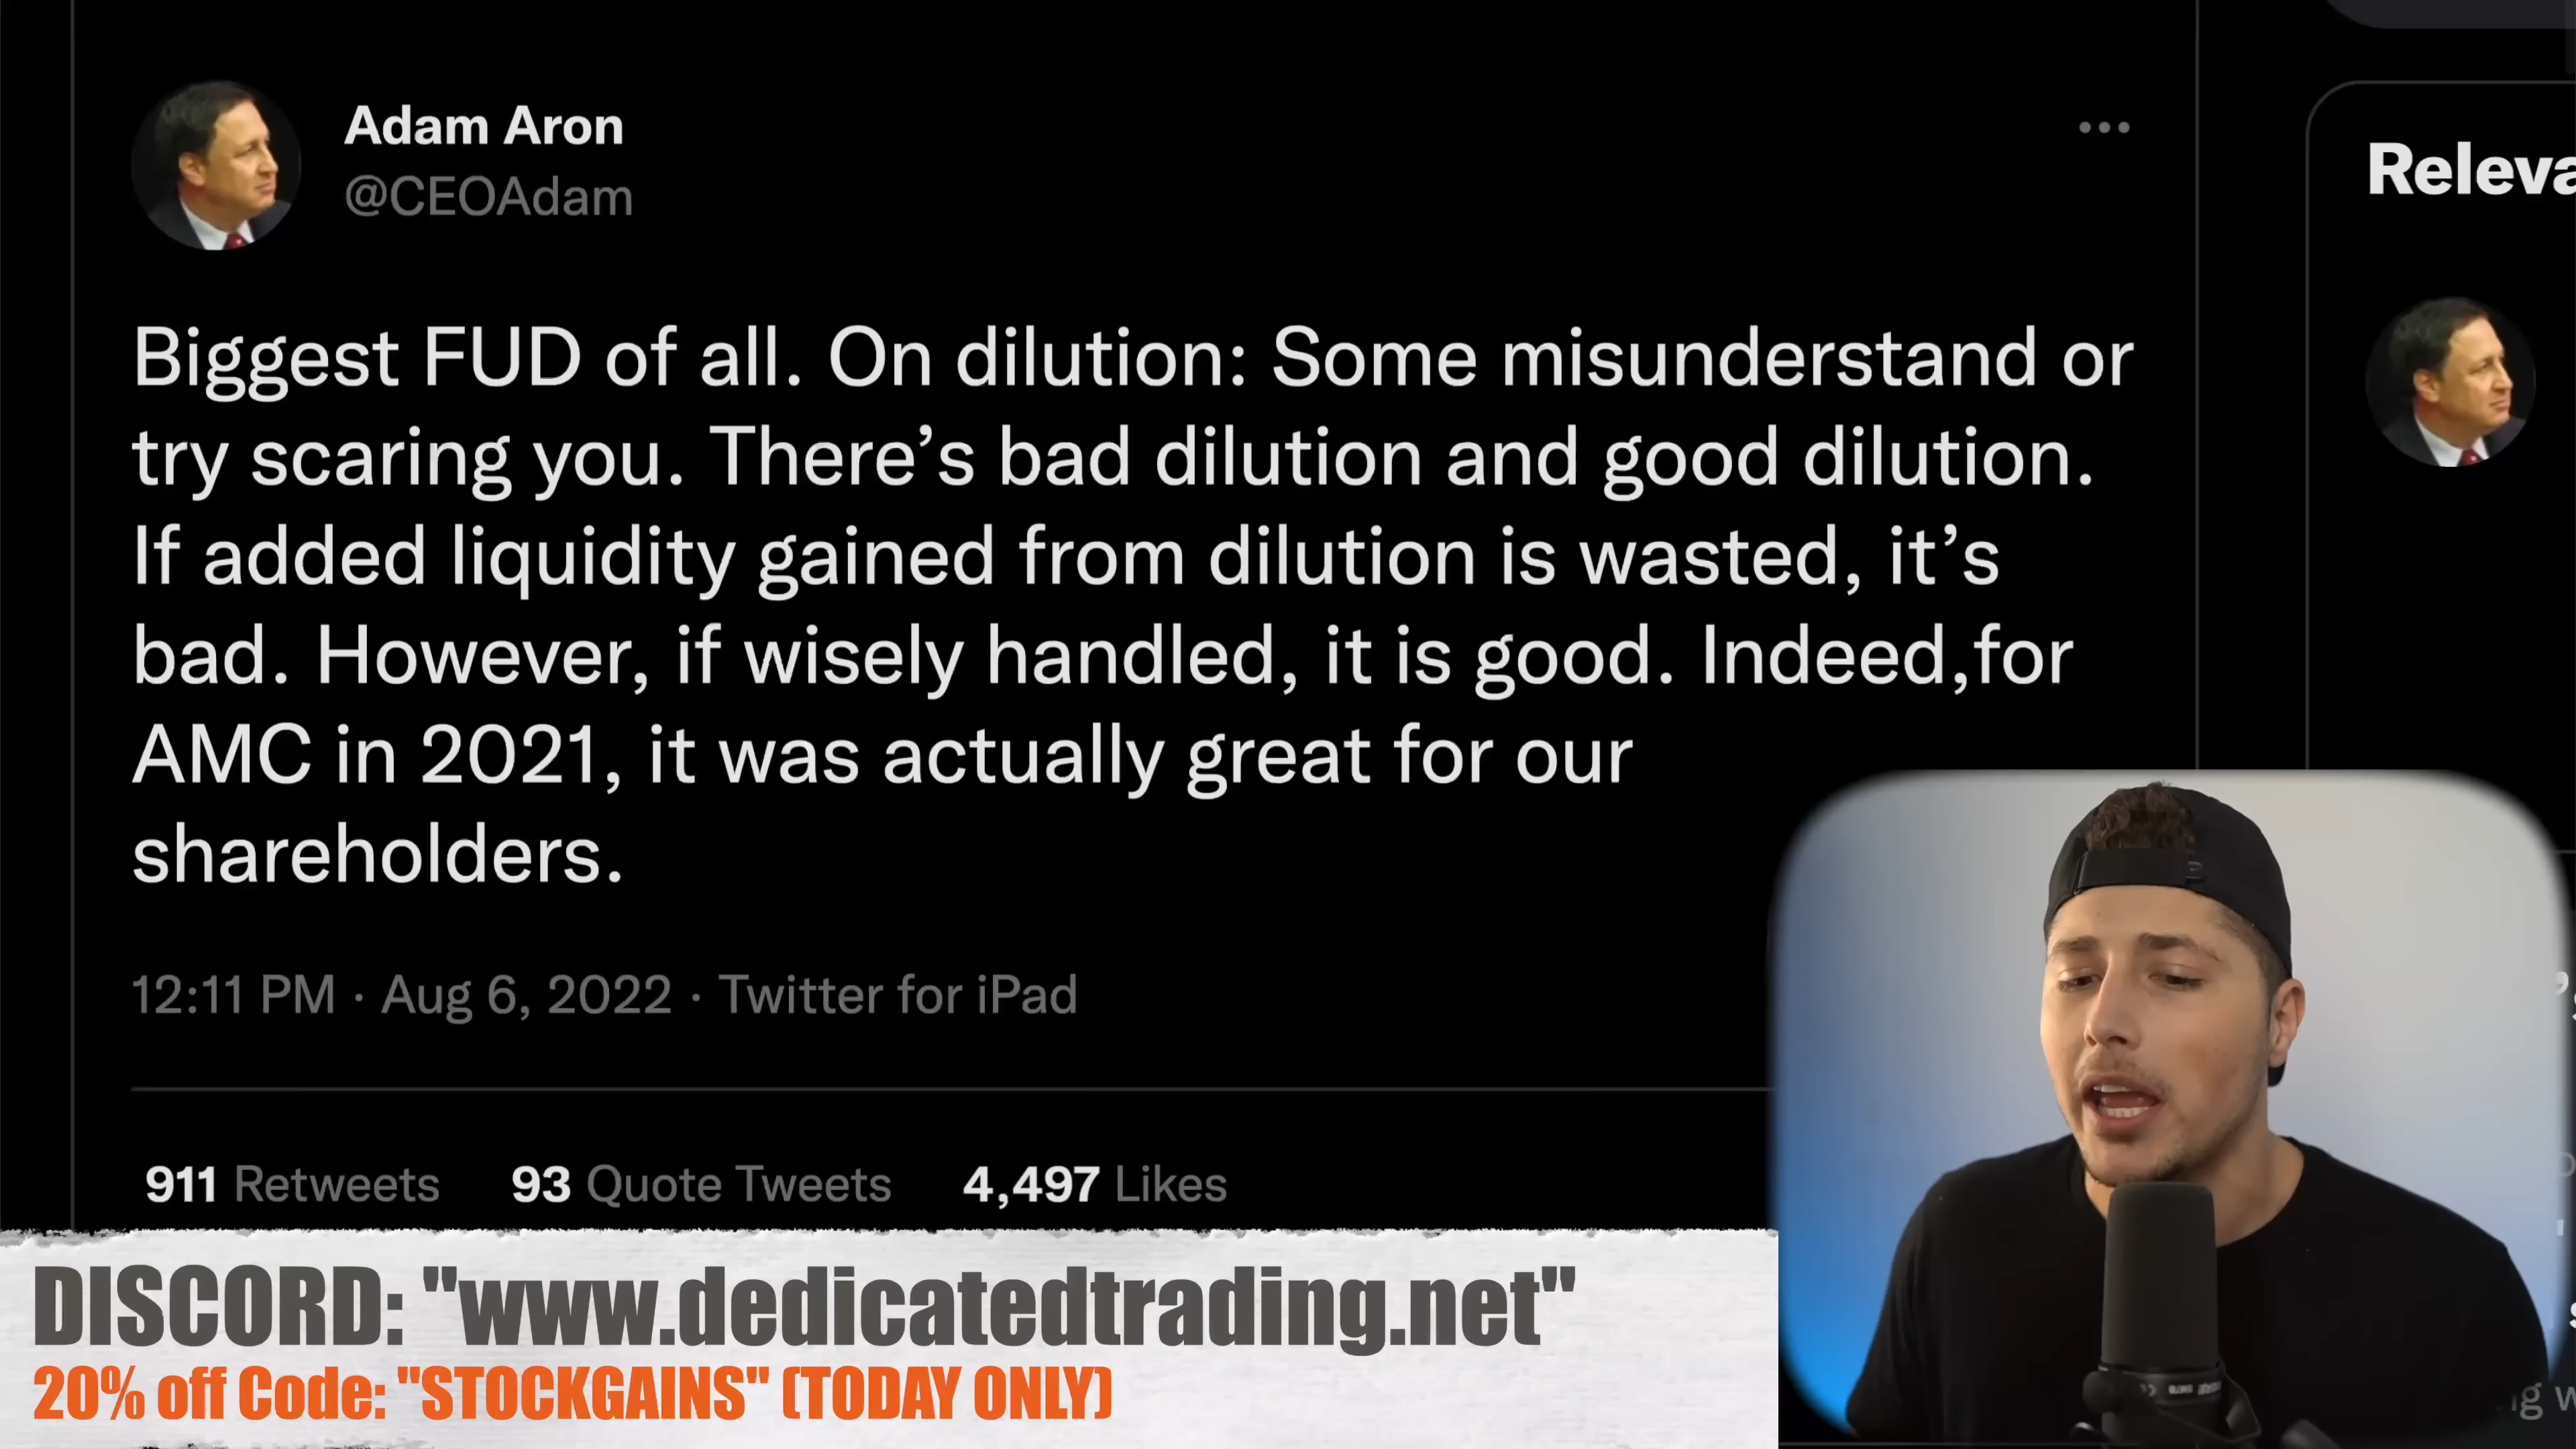 Adam Aron
@CEOAdam
Biggest FUD of all. On dilution: Some misunderstand or
try scaring you. There’s bad dilution and good dilution.
If added liquidity gained from dilution is wasted, it’s
bad. However, if wisely handled, it is good. Indeed,for
AMC in 2021, it was actually great for our
shareholders.
12:11 PM · Aug 6, 2022 · Twitter for iPad
911 Retweets 93 Quote Tweets 4,497 Likes
DISCORD: "www.dedicatedtrading.net"
20% off Code: "STOCKGAINS" (TODAY ONLY)